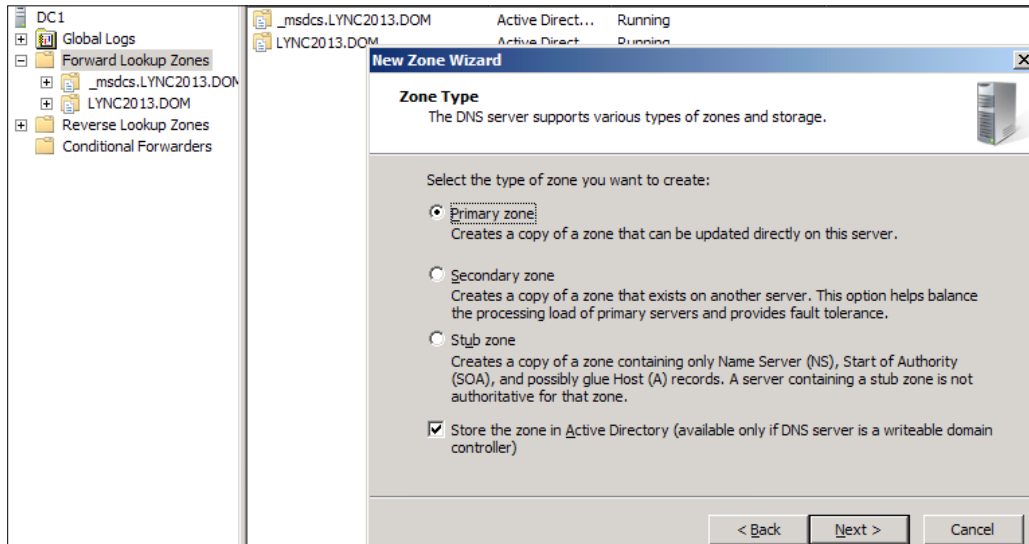 DC1
Global Logs
Forward Lookup Zones
_msdcs.LYNC2013.DOM
LYNC2013.DOM
Reverse Lookup Zones
Conditional Forwarders
_msdcs.LYNC2013.DOM Active Direct... Running
LYNC2013.DOM Active Direct Running
New Zone Wizard
Zone Type
The DNS server supports various types of zones and storage.
Select the type of zone you want to create:
Primary zone
Creates a copy of a zone that can be updated directly on this server.
Secondary zone
Creates a copy of a zone that exists on another server. This option helps balance
the processing load of primary servers and provides fault tolerance.
Stub zone
Creates a copy of a zone containing only Name Server (NS), Start of Authority
(SOA), and possibly glue Host (A) records. A server containing a stub zone is not
authoritative for that zone.
Store the zone in Active Directory (available only if DNS server is a writeable domain
controller)
< Back Next > Cancel